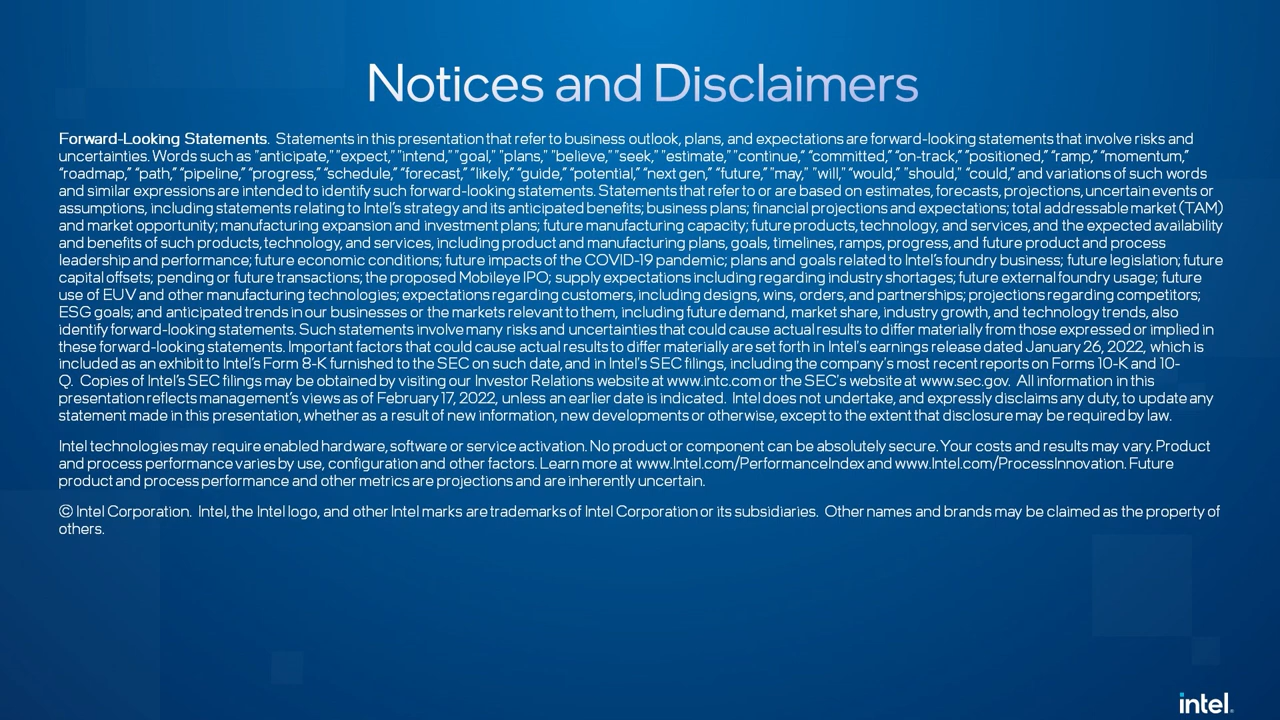 Notices and Disclaimers
Forward-Looking Statements. Statements in this presentation that refer to business outlook, plans, and expectations are forward-looking statements that involve risks and
uncertainties. Words such as "anticipate," "expect," "intend," "goal," "plans," "believe," "seek," "estimate," "continue," “committed,” “on-track,” “positioned,” “ramp,” “momentum,”
“roadmap,” “path,” “pipeline,” “progress,” “schedule,” “forecast,” “likely,” “guide,” “potential,” “next gen,” “future,” "may," "will," “would,” "should," “could,” and variations of such words
and similar expressions are intended to identify such forward-looking statements. Statements that refer to or are based on estimates, forecasts, projections, uncertain events or
assumptions, including statements relating to Intel’s strategy and its anticipated benefits; business plans; financial projections and expectations; total addressable market (TAM)
and market opportunity; manufacturing expansion and investment plans; future manufacturing capacity; future products, technology, and services, and the expected availability
and benefits of such products, technology, and services, including product and manufacturing plans, goals, timelines, ramps, progress, and future product and process
leadership and performance; future economic conditions; future impacts of the COVID-19 pandemic; plans and goals related to Intel’s foundry business; future legislation; future
capital offsets; pending or future transactions; the proposed Mobileye IPO; supply expectations including regarding industry shortages; future external foundry usage; future
use of EUV and other manufacturing technologies; expectations regarding customers, including designs, wins, orders, and partnerships; projections regarding competitors;
ESG goals; and anticipated trends in our businesses or the markets relevant to them, including future demand, market share, industry growth, and technology trends, also
identify forward-looking statements. Such statements involve many risks and uncertainties that could cause actual results to differ materially from those expressed or implied in
these forward-looking statements. Important factors that could cause actual results to differ materially are set forth in Intel's earnings release dated January 26, 2022, which is
included as an exhibit to Intel’s Form 8-K furnished to the SEC on such date, and in Intel's SEC filings, including the company's most recent reports on Forms 10-K and 10-
Q. Copies of Intel’s SEC filings may be obtained by visiting our Investor Relations website at www.intc.com or the SEC's website at www.sec.gov. All information in this
presentation reflects management’s views as of February 17, 2022, unless an earlier date is indicated. Intel does not undertake, and expressly disclaims any duty, to update any
statement made in this presentation, whether as a result of new information, new developments or otherwise, except to the extent that disclosure may be required by law.
Intel technologies may require enabled hardware, software or service activation. No product or component can be absolutely secure. Your costs and results may vary. Product
and process performance varies by use, configuration and other factors. Learn more at www.Intel.com/PerformanceIndex and www.Intel.com/ProcessInnovation. Future
product and process performance and other metrics are projections and are inherently uncertain.
© Intel Corporation. Intel, the Intel logo, and other Intel marks are trademarks of Intel Corporation or its subsidiaries. Other names and brands may be claimed as the property of
others.
intel.